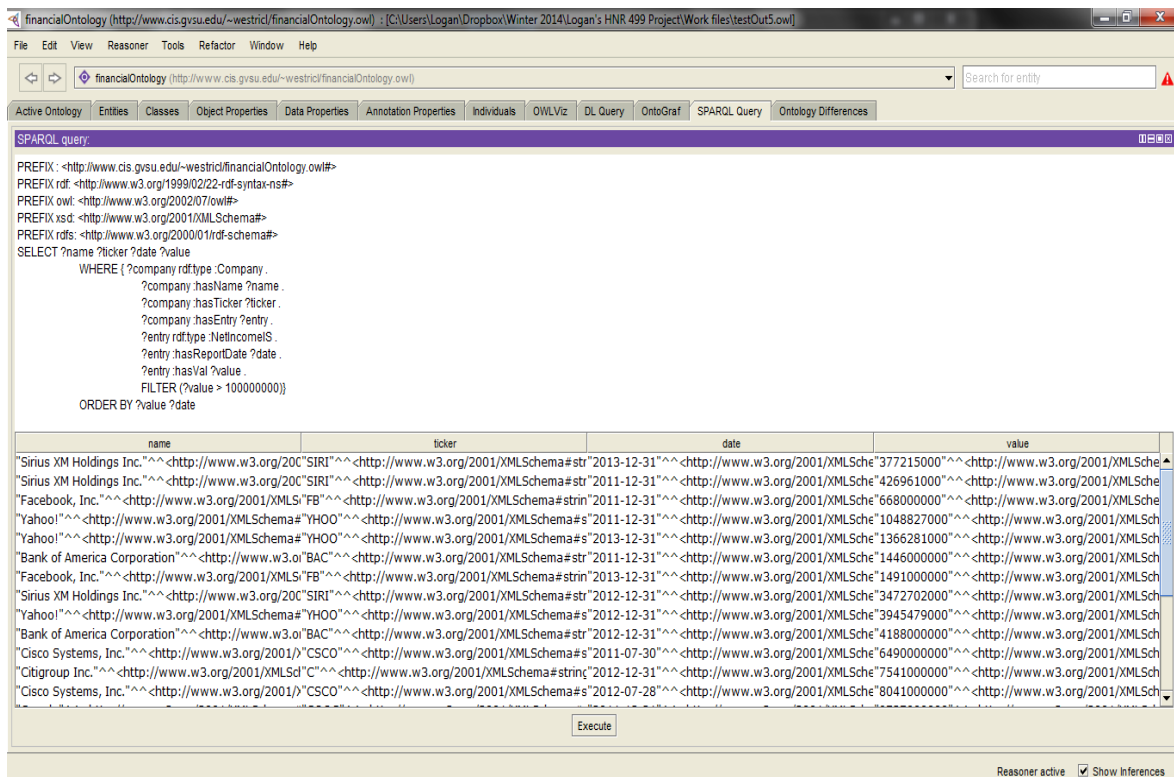 financialOntology (http://www.cis.gvsu.edu/~westricl/financialOntology.owl) : [C:\Users\Logan\Dropbox\Winter 2014\Logan's HNR 499 Project\Work files\testOut5.owl]
File Edit View Reasoner Tools Refactor Window Help
financialOntology (http://www.cis.gvsu.edu/~westricl/financialOntology.owl) Search for entity
Active Ontology Entities Classes Object Properties Data Properties Annotation Properties Individuals OWLViz DL Query OntoGraf SPARQL Query Ontology Differences
SPARQL query:
PREFIX : <http://www.cis.gvsu.edu/~westricl/financialOntology.owl#>
PREFIX rdf: <http://www.w3.org/1999/02/22-rdf-syntax-ns#>
PREFIX owl: <http://www.w3.org/2002/07/owl#>
PREFIX xsd: <http://www.w3.org/2001/XMLSchema#>
PREFIX rdfs: <http://www.w3.org/2000/01/rdf-schema#>
SELECT ?name ?ticker ?date ?value
WHERE { ?company rdf:type :Company .
?company :hasName ?name .
?company :hasTicker ?ticker .
?company :hasEntry ?entry .
?entry rdf:type :NetIncomeIS .
?entry :hasReportDate ?date .
?entry :hasVal ?value .
FILTER (?value > 100000000)}
ORDER BY ?value ?date
name ticker date value
"Sirius XM Holdings Inc."^^<http://www.w3.org/200 "SIRI"^^<http://www.w3.org/2001/XMLSchema#str "2013-12-31"^^<http://www.w3.org/2001/XMLSche "377215000"^^<http://www.w3.org/2001/XMLSche
"Sirius XM Holdings Inc."^^<http://www.w3.org/200 "SIRI"^^<http://www.w3.org/2001/XMLSchema#str "2011-12-31"^^<http://www.w3.org/2001/XMLSche "426961000"^^<http://www.w3.org/2001/XMLSche
"Facebook, Inc."^^<http://www.w3.org/2001/XMLS "FB"^^<http://www.w3.org/2001/XMLSchema#strin "2011-12-31"^^<http://www.w3.org/2001/XMLSche "668000000"^^<http://www.w3.org/2001/XMLSche
"Yahoo!"^^<http://www.w3.org/2001/XMLSchema# "YHOO"^^<http://www.w3.org/2001/XMLSchema#s "2011-12-31"^^<http://www.w3.org/2001/XMLSche "1048827000"^^<http://www.w3.org/2001/XMLSch
"Yahoo!"^^<http://www.w3.org/2001/XMLSchema# "YHOO"^^<http://www.w3.org/2001/XMLSchema#s "2013-12-31"^^<http://www.w3.org/2001/XMLSche "1366281000"^^<http://www.w3.org/2001/XMLSch
"Bank of America Corporation"^^<http://www.w3.o "BAC"^^<http://www.w3.org/2001/XMLSchema#str "2011-12-31"^^<http://www.w3.org/2001/XMLSche "1446000000"^^<http://www.w3.org/2001/XMLSch
"Facebook, Inc."^^<http://www.w3.org/2001/XMLS "FB"^^<http://www.w3.org/2001/XMLSchema#strin "2013-12-31"^^<http://www.w3.org/2001/XMLSche "1491000000"^^<http://www.w3.org/2001/XMLSch
"Sirius XM Holdings Inc."^^<http://www.w3.org/200 "SIRI"^^<http://www.w3.org/2001/XMLSchema#str "2012-12-31"^^<http://www.w3.org/2001/XMLSche "3472702000"^^<http://www.w3.org/2001/XMLSch
"Yahoo!"^^<http://www.w3.org/2001/XMLSchema# "YHOO"^^<http://www.w3.org/2001/XMLSchema#s "2012-12-31"^^<http://www.w3.org/2001/XMLSche "3945479000"^^<http://www.w3.org/2001/XMLSch
"Bank of America Corporation"^^<http://www.w3.o "BAC"^^<http://www.w3.org/2001/XMLSchema#str "2012-12-31"^^<http://www.w3.org/2001/XMLSche "4188000000"^^<http://www.w3.org/2001/XMLSch
"Cisco Systems, Inc."^^<http://www.w3.org/2001/ "CSCO"^^<http://www.w3.org/2001/XMLSchema#s "2011-07-30"^^<http://www.w3.org/2001/XMLSche "6490000000"^^<http://www.w3.org/2001/XMLSch
"Citigroup Inc."^^<http://www.w3.org/2001/XMLScl "C"^^<http://www.w3.org/2001/XMLSchema#string "2012-12-31"^^<http://www.w3.org/2001/XMLSche "7541000000"^^<http://www.w3.org/2001/XMLSch
"Cisco Systems, Inc."^^<http://www.w3.org/2001/ "CSCO"^^<http://www.w3.org/2001/XMLSchema#s "2012-07-28"^^<http://www.w3.org/2001/XMLSche "8041000000"^^<http://www.w3.org/2001/XMLSch
Execute
Reasoner active Show Inferences